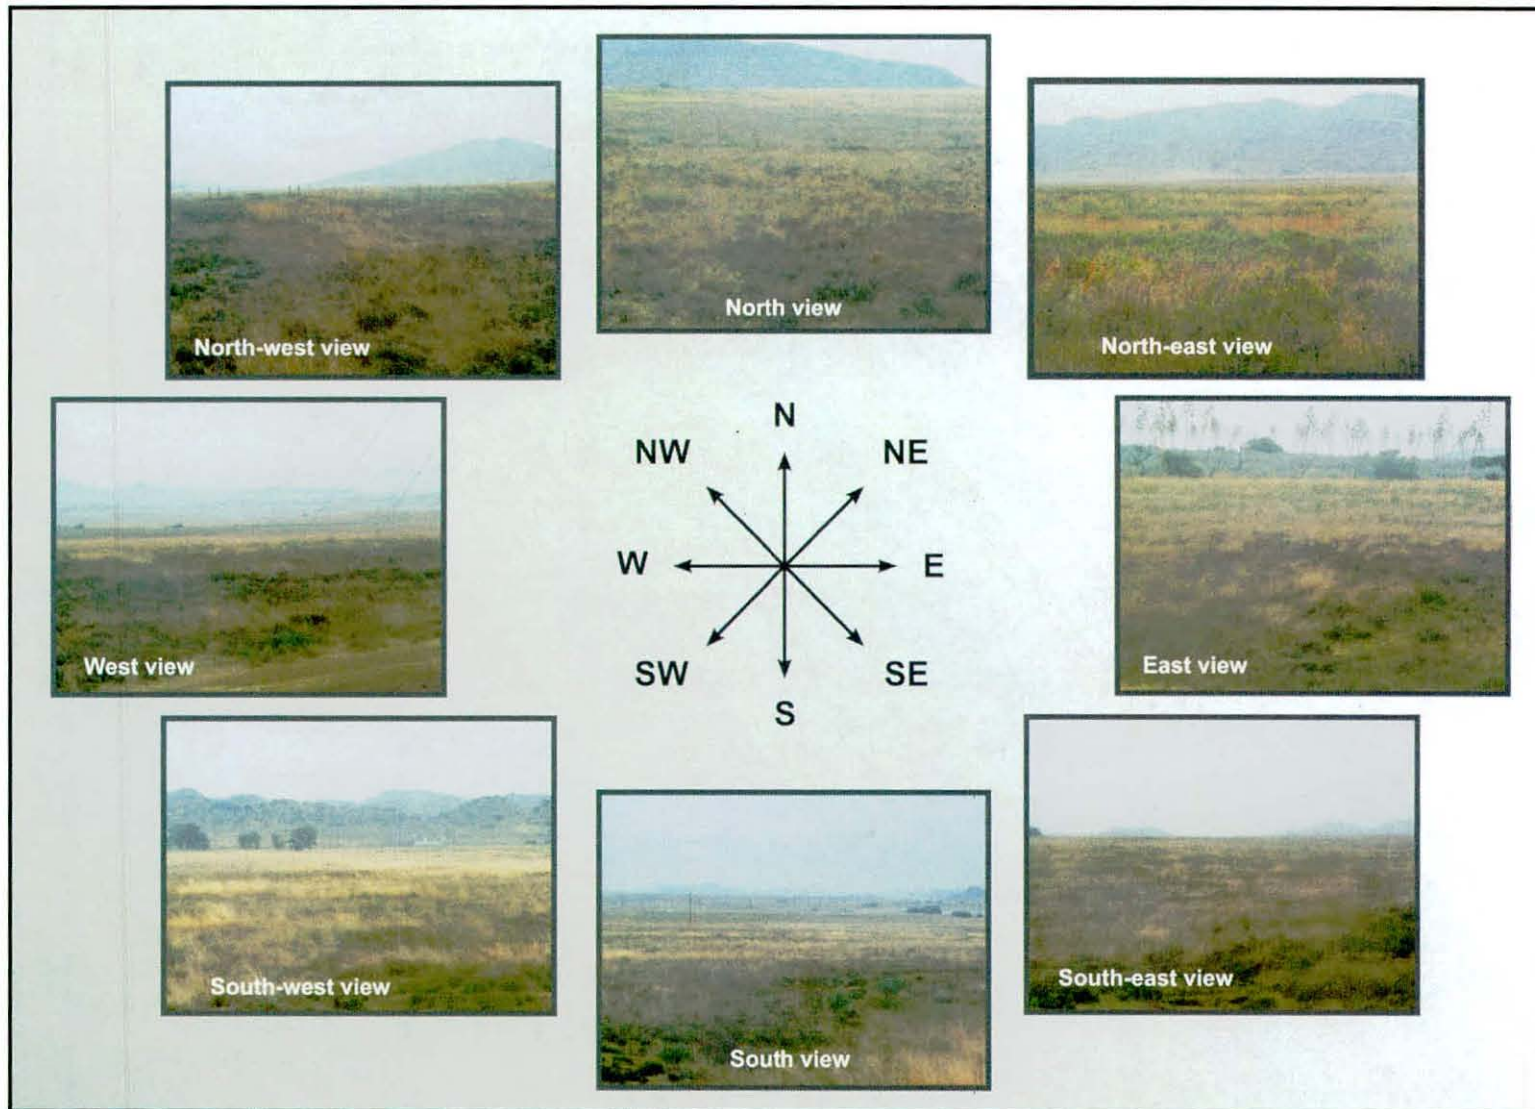 North view
North-west view
North-east view
N
NW
NE
W
E
SW
SE
S
West view
East view
South-west view
South-east view
South view